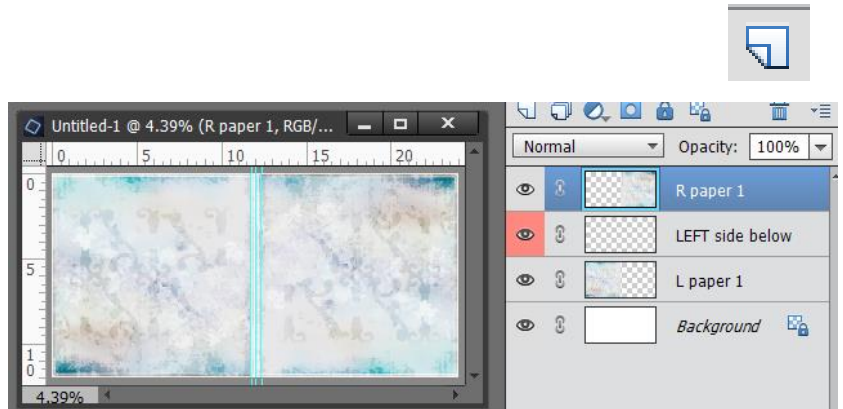 Untitled-1 @ 4.39% (R paper 1, RGB/...
0 5 10 15 20
0
5
1
0
4.39%
Normal Opacity: 100%
R paper 1
LEFT side below
L paper 1
Background